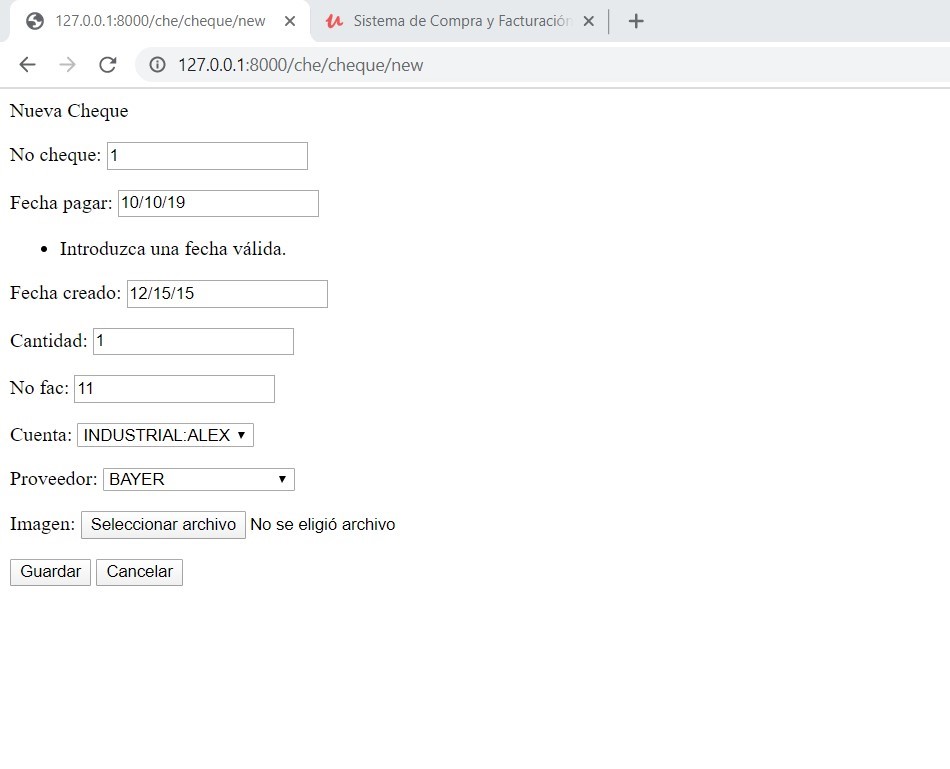 127.0.0.1:8000/che/cheque/new
Sistema de Compra y Facturación
127.0.0.1:8000/che/cheque/new
Nueva Cheque
No cheque: 1
Fecha pagar: 10/10/19
• Introduzca una fecha válida.
Fecha creado: 12/15/15
Cantidad: 1
No fac: 11
Cuenta: INDUSTRIAL:ALEX
Proveedor: BAYER
Imagen: Seleccionar archivo No se eligió archivo
Guardar Cancelar